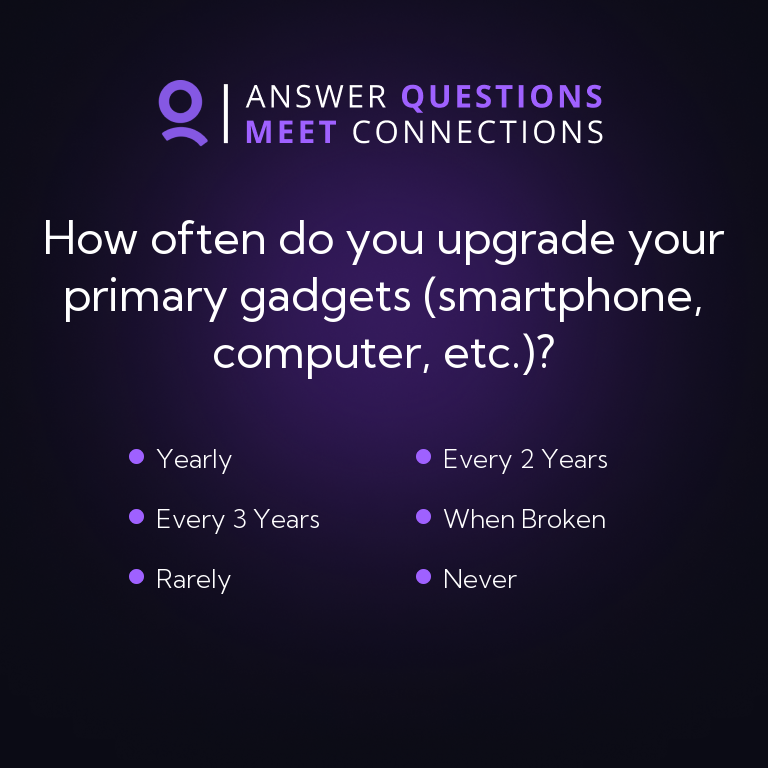 ANSWER QUESTIONS
MEET CONNECTIONS
How often do you upgrade your
primary gadgets (smartphone,
computer, etc.)?
Yearly
Every 2 Years
Every 3 Years
When Broken
Rarely
Never